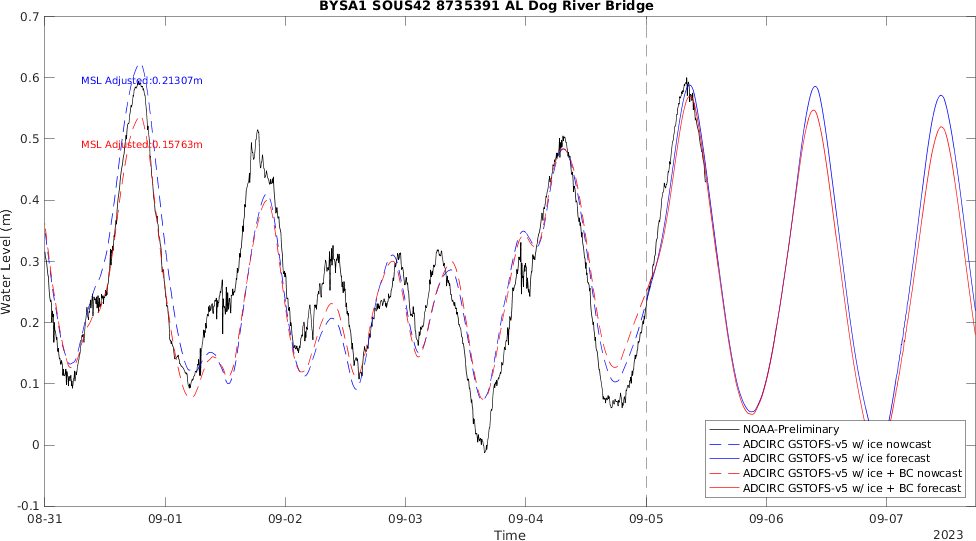 BYSA1 SOUS42 8735391 AL Dog River Bridge
0.7
0.6
0.5
0.4
0.3
0.2
0.1
0
-0.1
Water Level (m)
MSL Adjusted:0.21307m
MSL Adjusted:0.15763m
NOAA-Preliminary
ADCIRC GSTOFS-v5 w/ ice nowcast
ADCIRC GSTOFS-v5 w/ ice forecast
ADCIRC GSTOFS-v5 w/ ice + BC nowcast
ADCIRC GSTOFS-v5 w/ ice + BC forecast
08-31 09-01 09-02 09-03 09-04 09-05 09-06 09-07
Time
2023